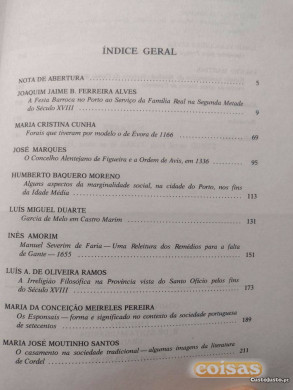 ÍNDICE GERAL
NOTA DE ABERTURA 5
JOAQUIM JAIME B. FERREIRA ALVES
A Festa Barroca no Porto ao Serviço da Família Real na Segunda Metade
do Século XVIII 9
MARIA CRISTINA CUNHA
Forais que tiveram por modelo o de Évora de 1166 69
JOSÉ MARQUES
O Concelho Alentejano de Figueira e a Ordem de Avis, em 1336 95
HUMBERTO BAQUERO MORENO
Alguns aspectos da marginalidade social, na cidade do Porto, nos fins
da Idade Média 113
LUÍS MIGUEL DUARTE
Garcia de Melo em Castro Marim 131
INÊS AMORIM
Manuel Severim de Faria — Uma Releitura dos Remédios para a falta
de Gente — 1655 151
LUÍS A. DE OLIVEIRA RAMOS
A Irreligião Filosófica na Província vista do Santo Ofício pelos fins
do Século XVIII 173
MARIA DA CONCEIÇÃO MEIRELES PEREIRA
Os Esponsais — forma e significado no contexto da sociedade portuguesa
de setecentos 189
MARIA JOSÉ MOUTINHO SANTOS
O casamento na sociedade tradicional — algumas imagens da literatura
de Cordel 211
coisas